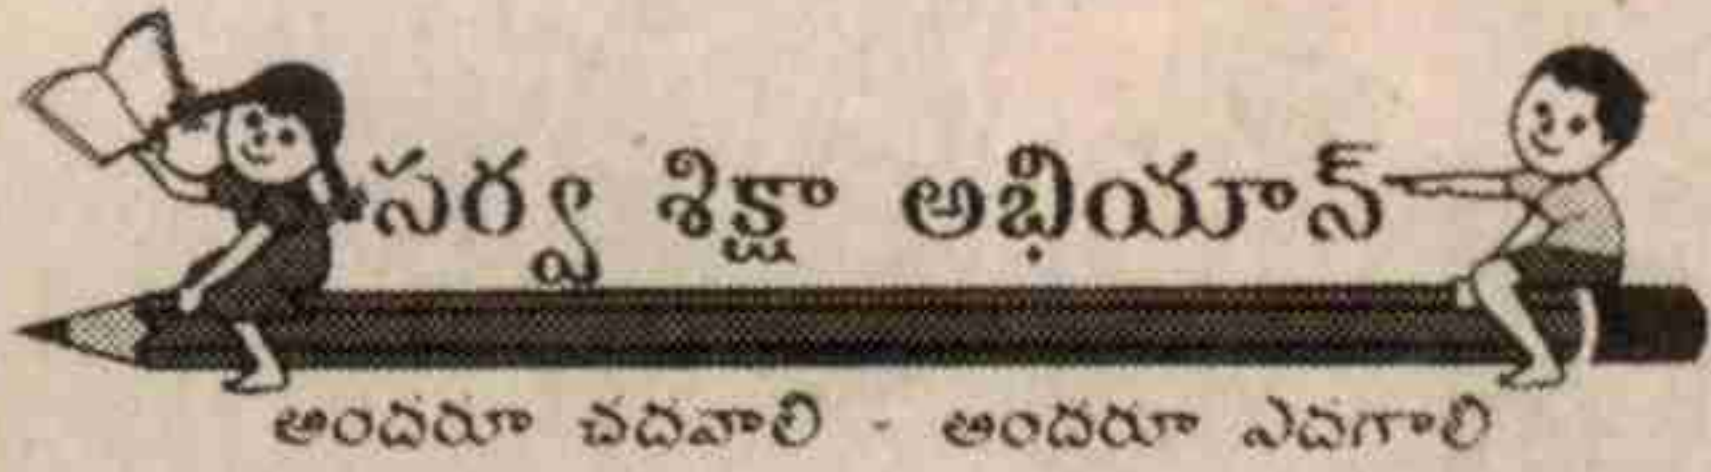 సర్వ శిక్షా అభియాన్
అందరూ చదవాలి - అందరూ ఎదగాలి